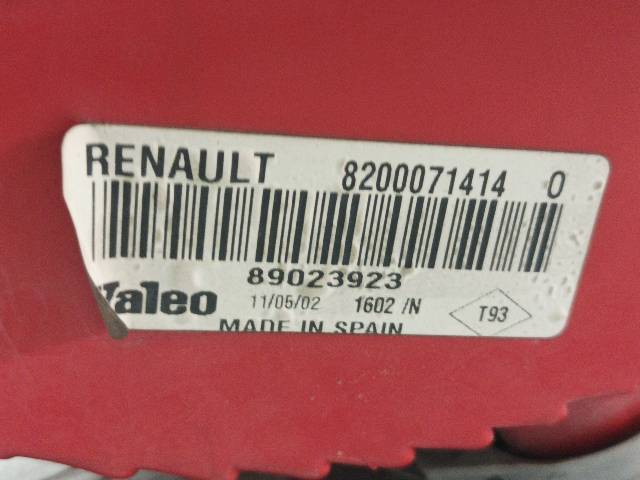 RENAULT 8200071414 0
89023923
Valeo 11/05/02 1602 /N T93
MADE IN SPAIN